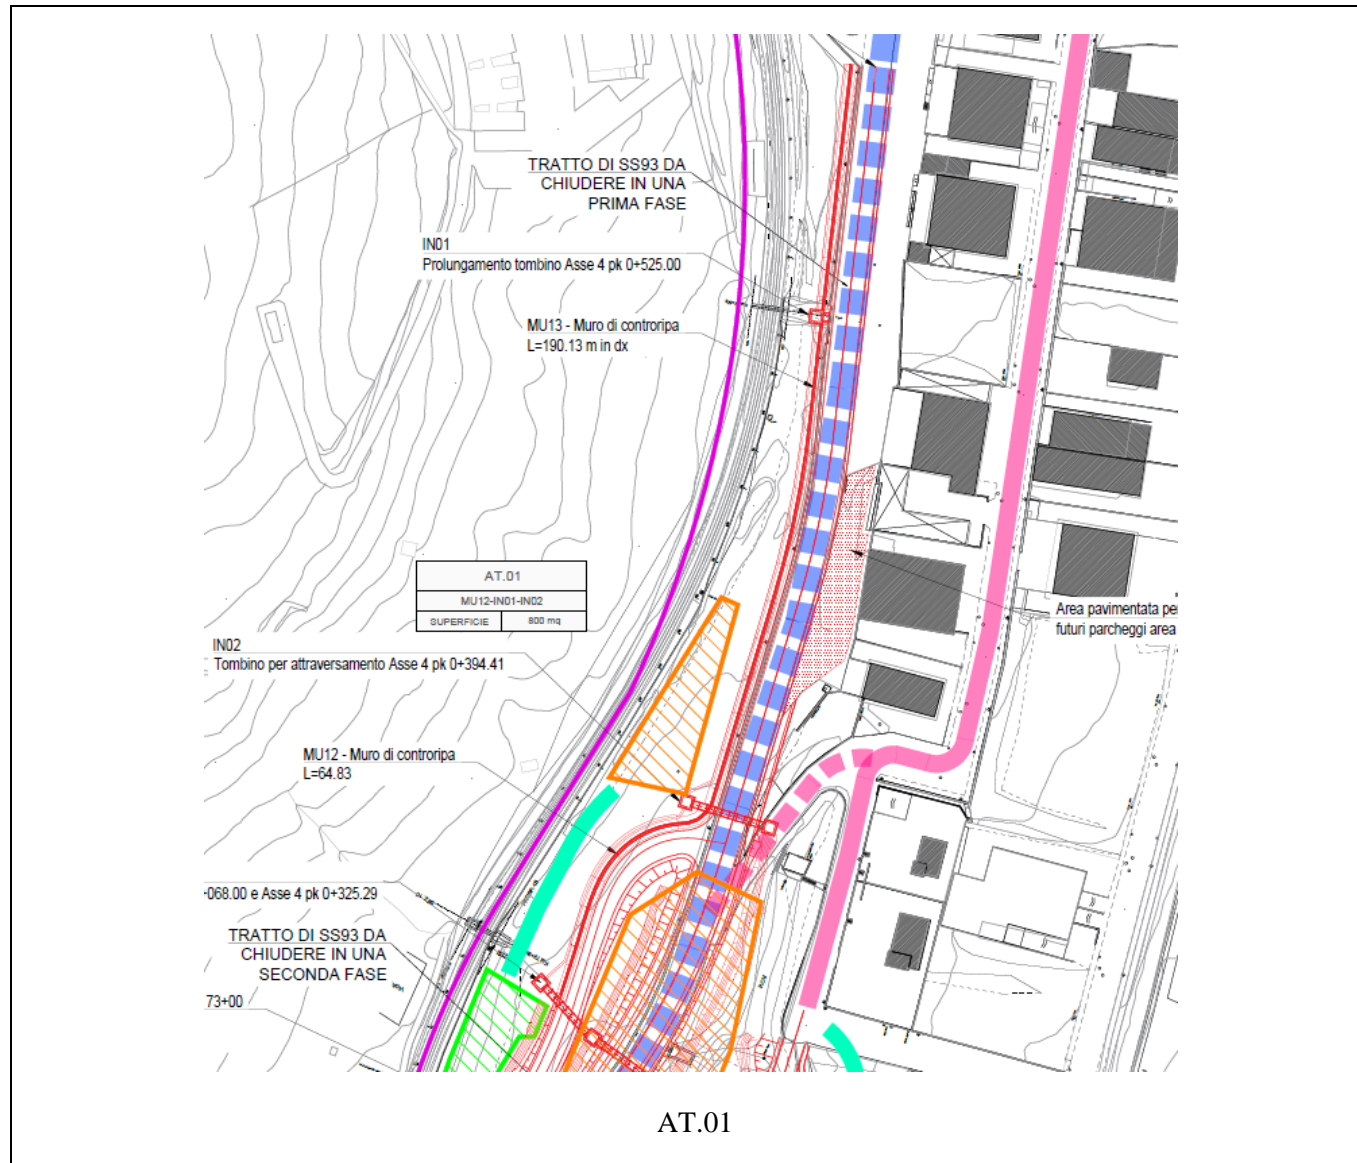 TRATTO DI SS93 DA
CHIUDERE IN UNA
PRIMA FASE
IN01
Prolungamento tombino Asse 4 pk 0+525.00
MU13 - Muro di controripa
L=190.13 m in dx
AT.01
MU12-IN01-IN02
SUPERFICIE 800 mq
Area pavimentata pe
futuri parcheggi area
IN02
Tombino per attraversamento Asse 4 pk 0+394.41
MU12 - Muro di controripa
L=64.83
068.00 e Asse 4 pk 0+325.29
TRATTO DI SS93 DA
CHIUDERE IN UNA
SECONDA FASE
73+00
AT.01